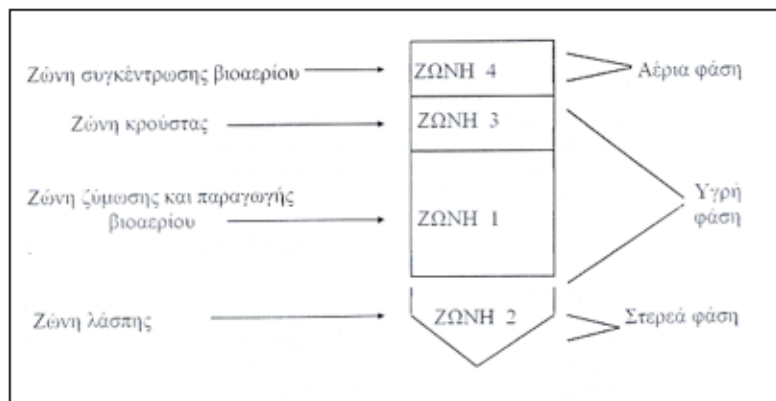 Ζώνη συγκέντρωσης βιοαερίου
ΖΩΝΗ 4
Αέρια φάση
Ζώνη κρούστας
ΖΩΝΗ 3
Ζώνη ζύμωσης και παραγωγής
βιοαερίου
ΖΩΝΗ 1
Υγρή
φάση
Ζώνη λάσπης
ΖΩΝΗ 2
Στερεά φάση